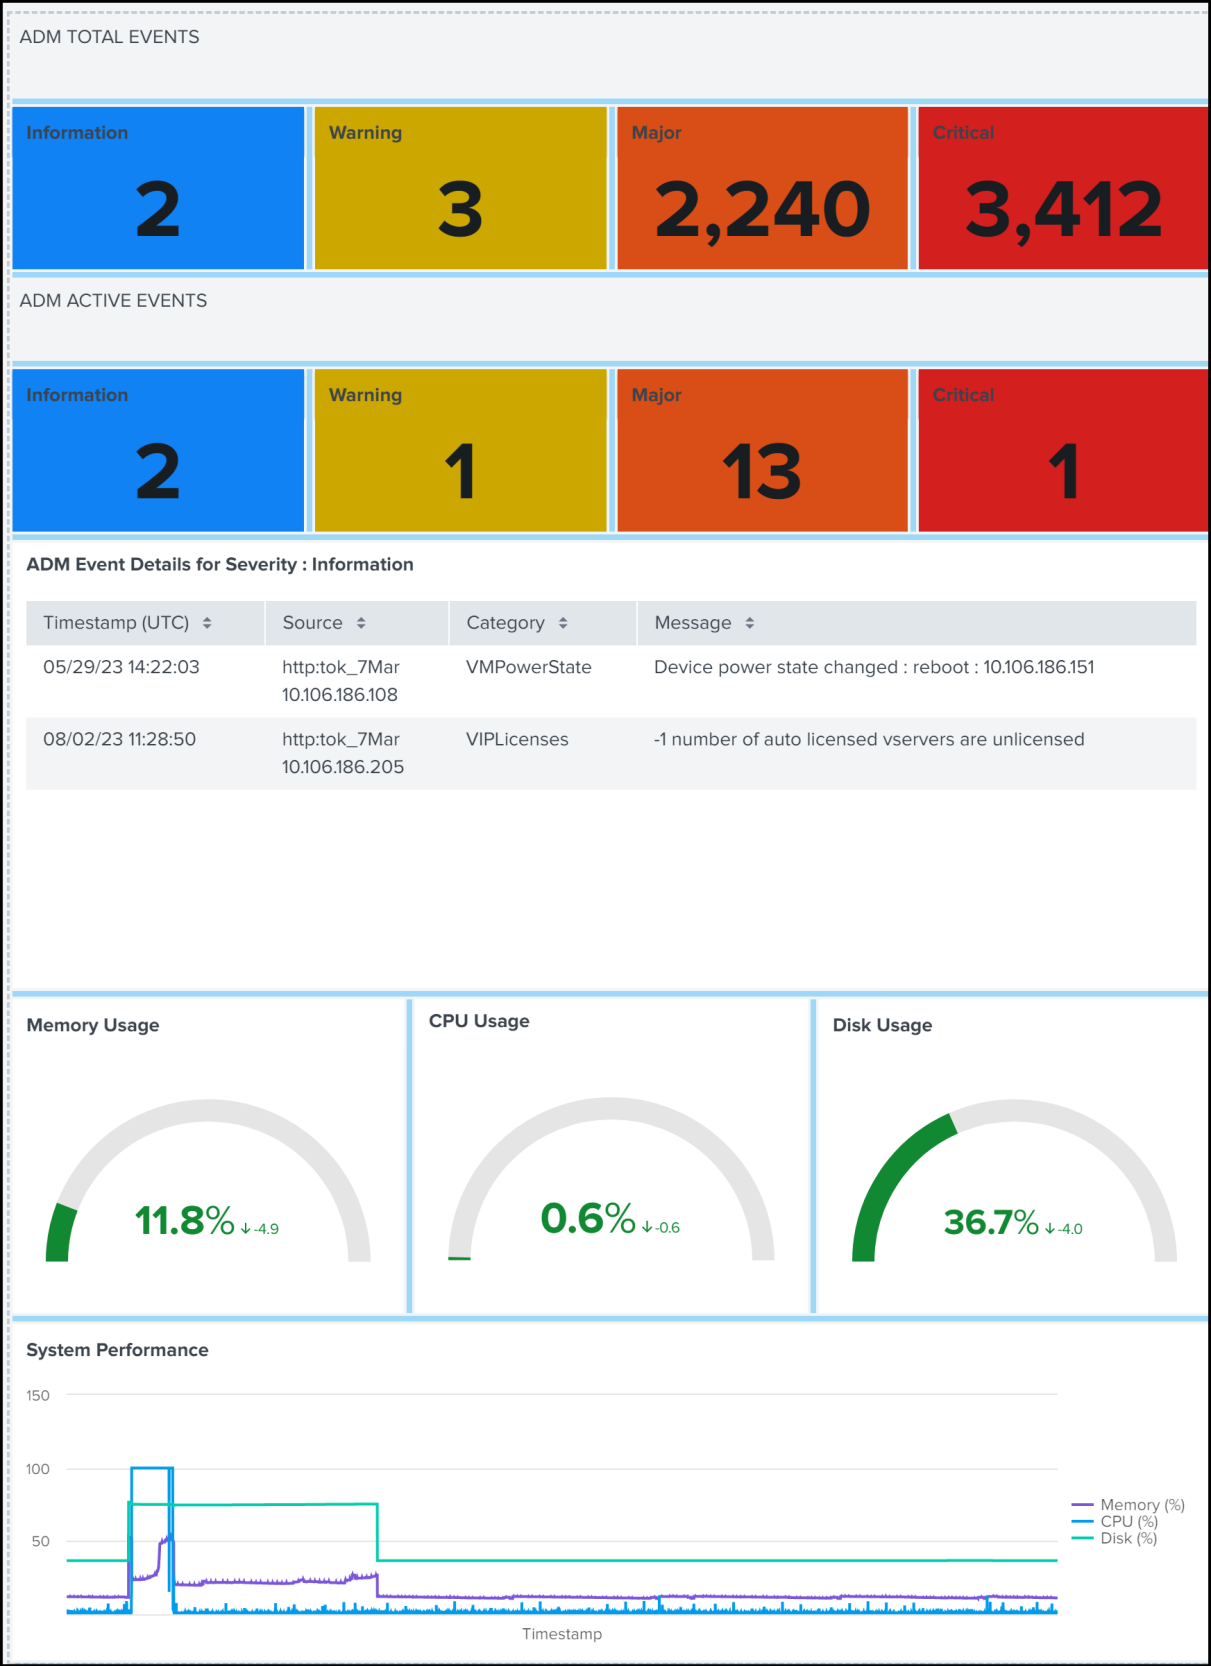 ADM TOTAL EVENTS
Information
Warning
Major
Critical
2
3
2,240
3,412
ADM ACTIVE EVENTS
Information
Warning
Major
Critical
2
1
13
1
ADM Event Details for Severity : Information
Timestamp (UTC) Source Category Message
05/29/23 14:22:03 http:tok_7Mar VMPowerState Device power state changed : reboot : 10.106.186.151
10.106.186.108
08/02/23 11:28:50 http:tok_7Mar VIPLicenses -1 number of auto licensed vservers are unlicensed
10.106.186.205
Memory Usage
CPU Usage
Disk Usage
11.8% ↓-4.9
0.6% ↓-0.6
36.7% ↓-4.0
System Performance
150
100
50
Memory (%)
CPU (%)
Disk (%)
Timestamp